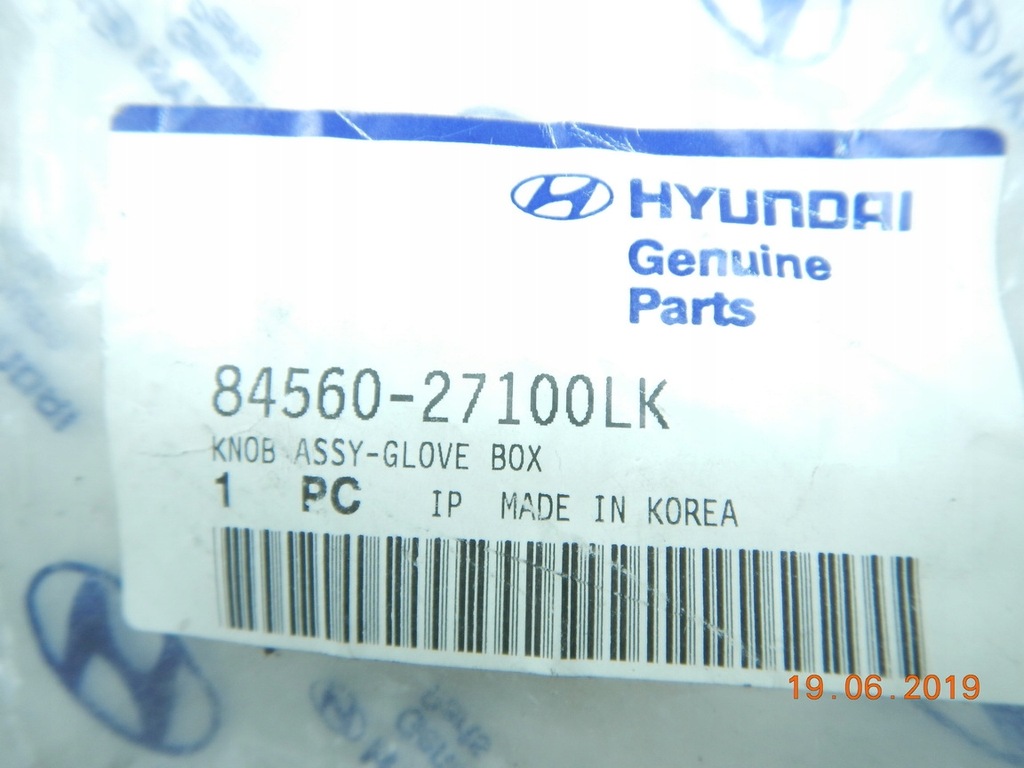 HYUNDAI
Genuine
Parts
84560-27100LK
KNOB ASSY-GLOVE BOX
1 PC IP MADE IN KOREA
19.06.2019